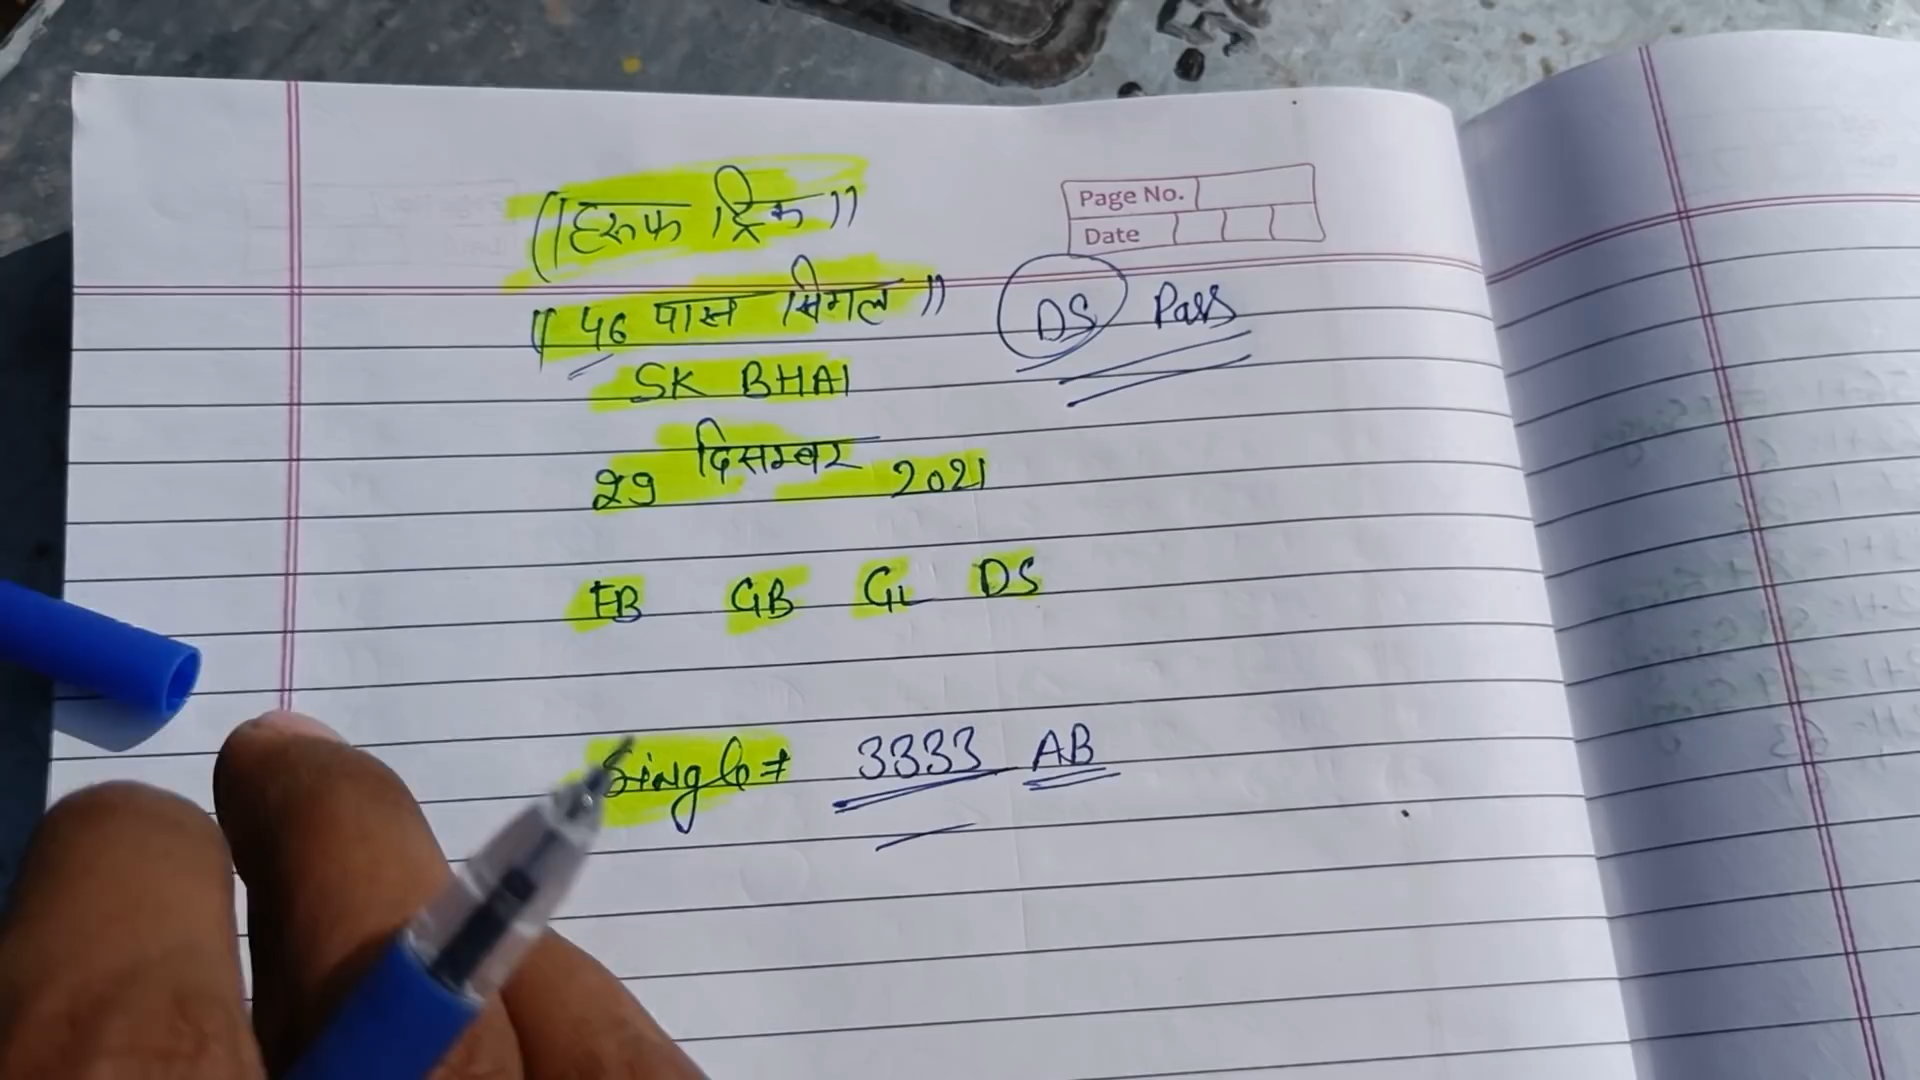 ॥ हरुफ ट्रिक ॥
Page No.
Date
॥ 56 पास सिंगल ॥ DS Pass
SK BHAI
29 दिसम्बर 2021
FB GB GL DS
Single = 3333 AB